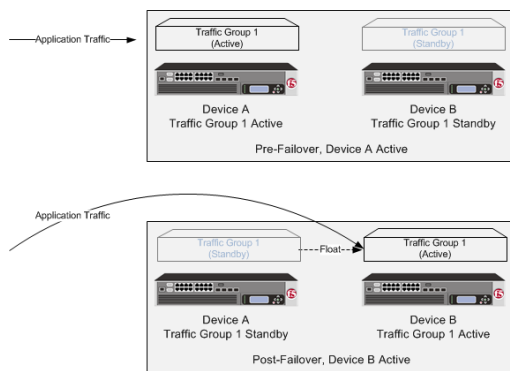 Application Traffic
Traffic Group 1
(Active)
Traffic Group 1
(Standby)
Device A
Traffic Group 1 Active
Device B
Traffic Group 1 Standby
Pre-Failover, Device A Active
Application Traffic
Traffic Group 1
(Standby)
Float
Traffic Group 1
(Active)
Device A
Traffic Group 1 Standby
Device B
Traffic Group 1 Active
Post-Failover, Device B Active